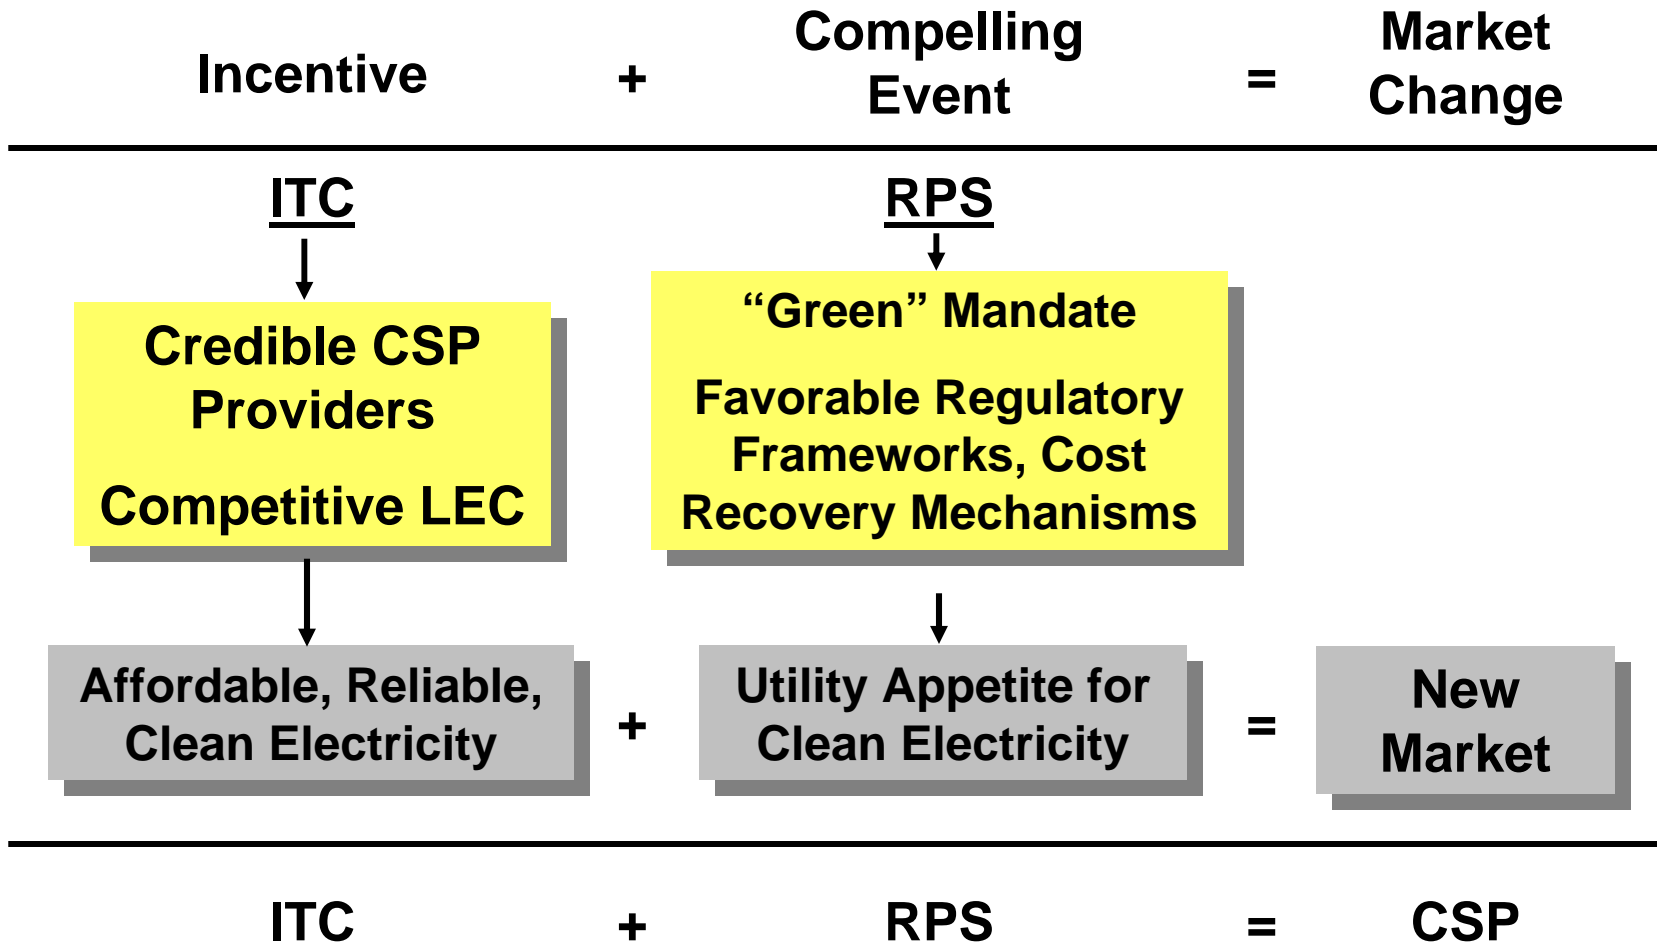 Incentive + Compelling Event = Market Change
ITC
RPS
Credible CSP
Providers
Competitive LEC
“Green” Mandate
Favorable Regulatory
Frameworks, Cost
Recovery Mechanisms
Affordable, Reliable,
Clean Electricity
+
Utility Appetite for
Clean Electricity
=
New
Market
ITC + RPS = CSP